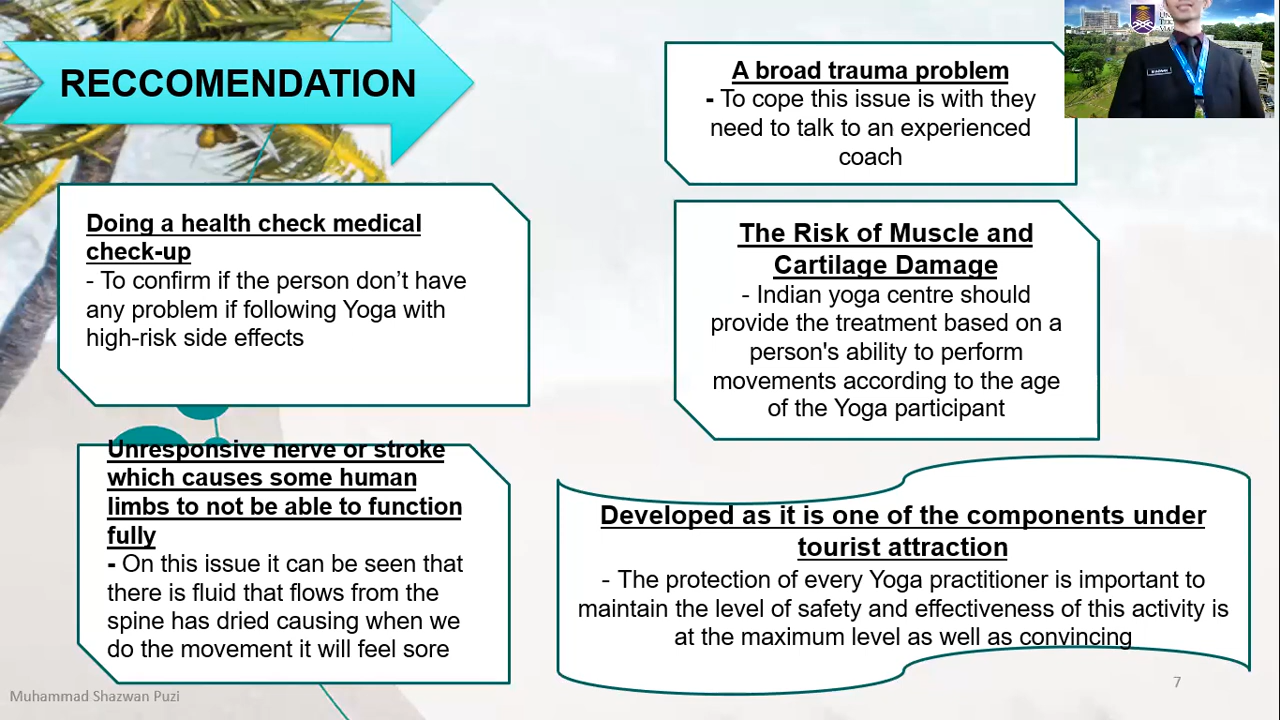 RECCOMENDATION
A broad trauma problem
- To cope this issue is with they
need to talk to an experienced
coach
Doing a health check medical
check-up
- To confirm if the person don’t have
any problem if following Yoga with
high-risk side effects
The Risk of Muscle and
Cartilage Damage
- Indian yoga centre should
provide the treatment based on a
person's ability to perform
movements according to the age
of the Yoga participant
Unresponsive nerve or stroke
which causes some human
limbs to not be able to function
fully
- On this issue it can be seen that
there is fluid that flows from the
spine has dried causing when we
do the movement it will feel sore
Developed as it is one of the components under
tourist attraction
- The protection of every Yoga practitioner is important to
maintain the level of safety and effectiveness of this activity is
at the maximum level as well as convincing
Muhammad Shazwan Puzi
7